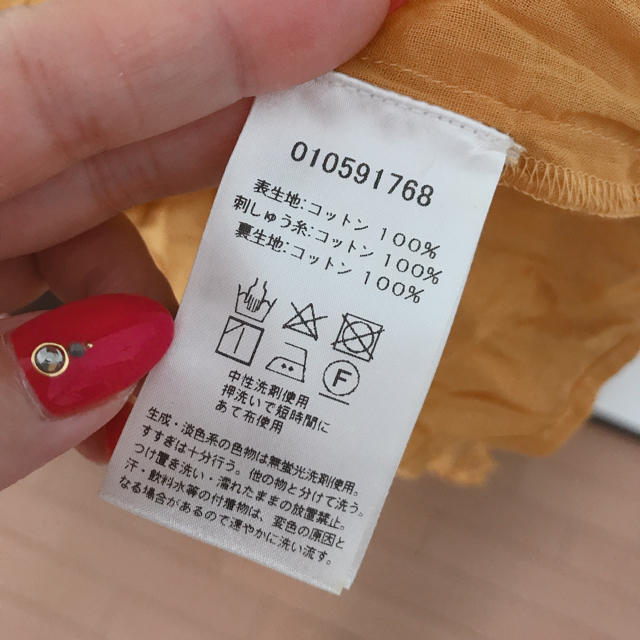 010591768
表生地:コットン 100%
刺しゅう糸:コットン 100%
裏生地:コットン 100%
F
中性洗剤使用
押洗いで短時間に
あて布使用
生成・淡色系の色物は無蛍光洗剤使用。
すすぎは十分行う。他の物と分けて洗う。
つけ置き洗い・濡れたままの放置禁止。
汗・飲料水等の付着物は、変色の原因と
なる場合があるので速やかに洗い流す。